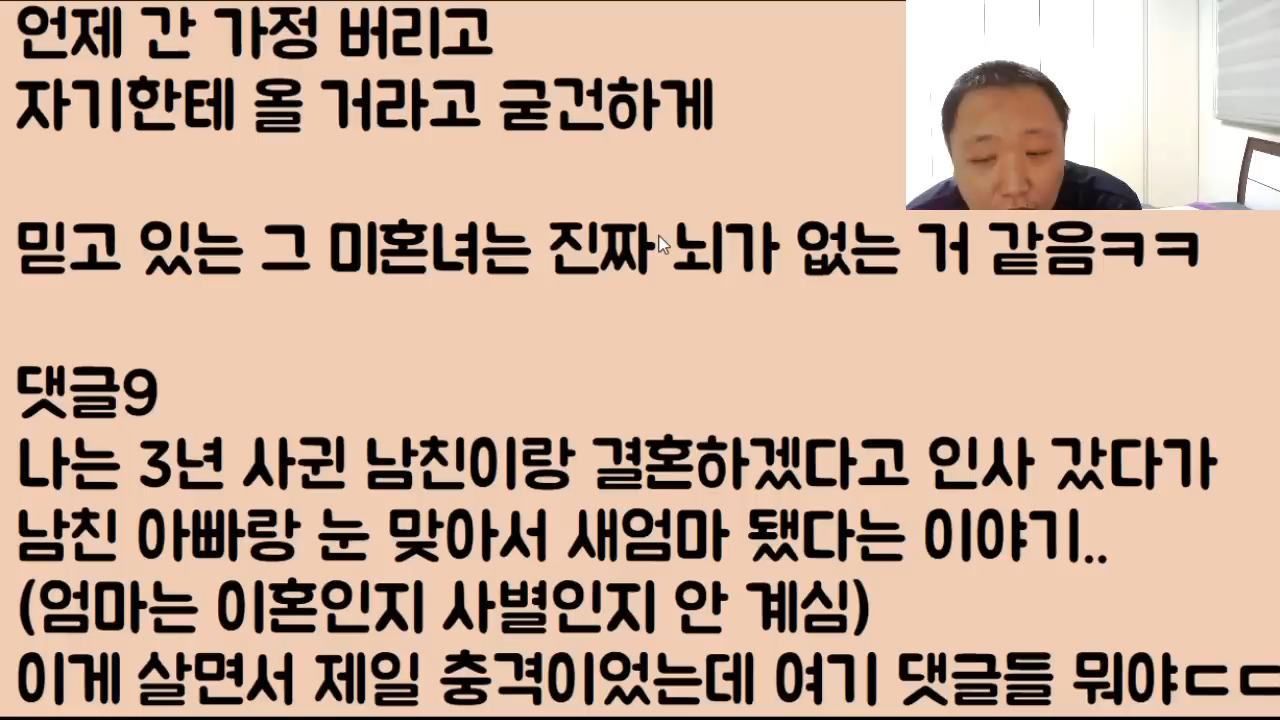 언제 간 가정 버리고
자기한테 올 거라고 굳건하게
믿고 있는 그 미혼녀는 진짜 뇌가 없는 거 같음ㅋㅋ
댓글9
나는 3년 사귄 남친이랑 결혼하겠다고 인사 갔다가
남친 아빠랑 눈 맞아서 새엄마 됐다는 이야기..
(엄마는 이혼인지 사별인지 안 계심)
이게 살면서 제일 충격이었는데 여기 댓글들 뭐야ㄷㄷ